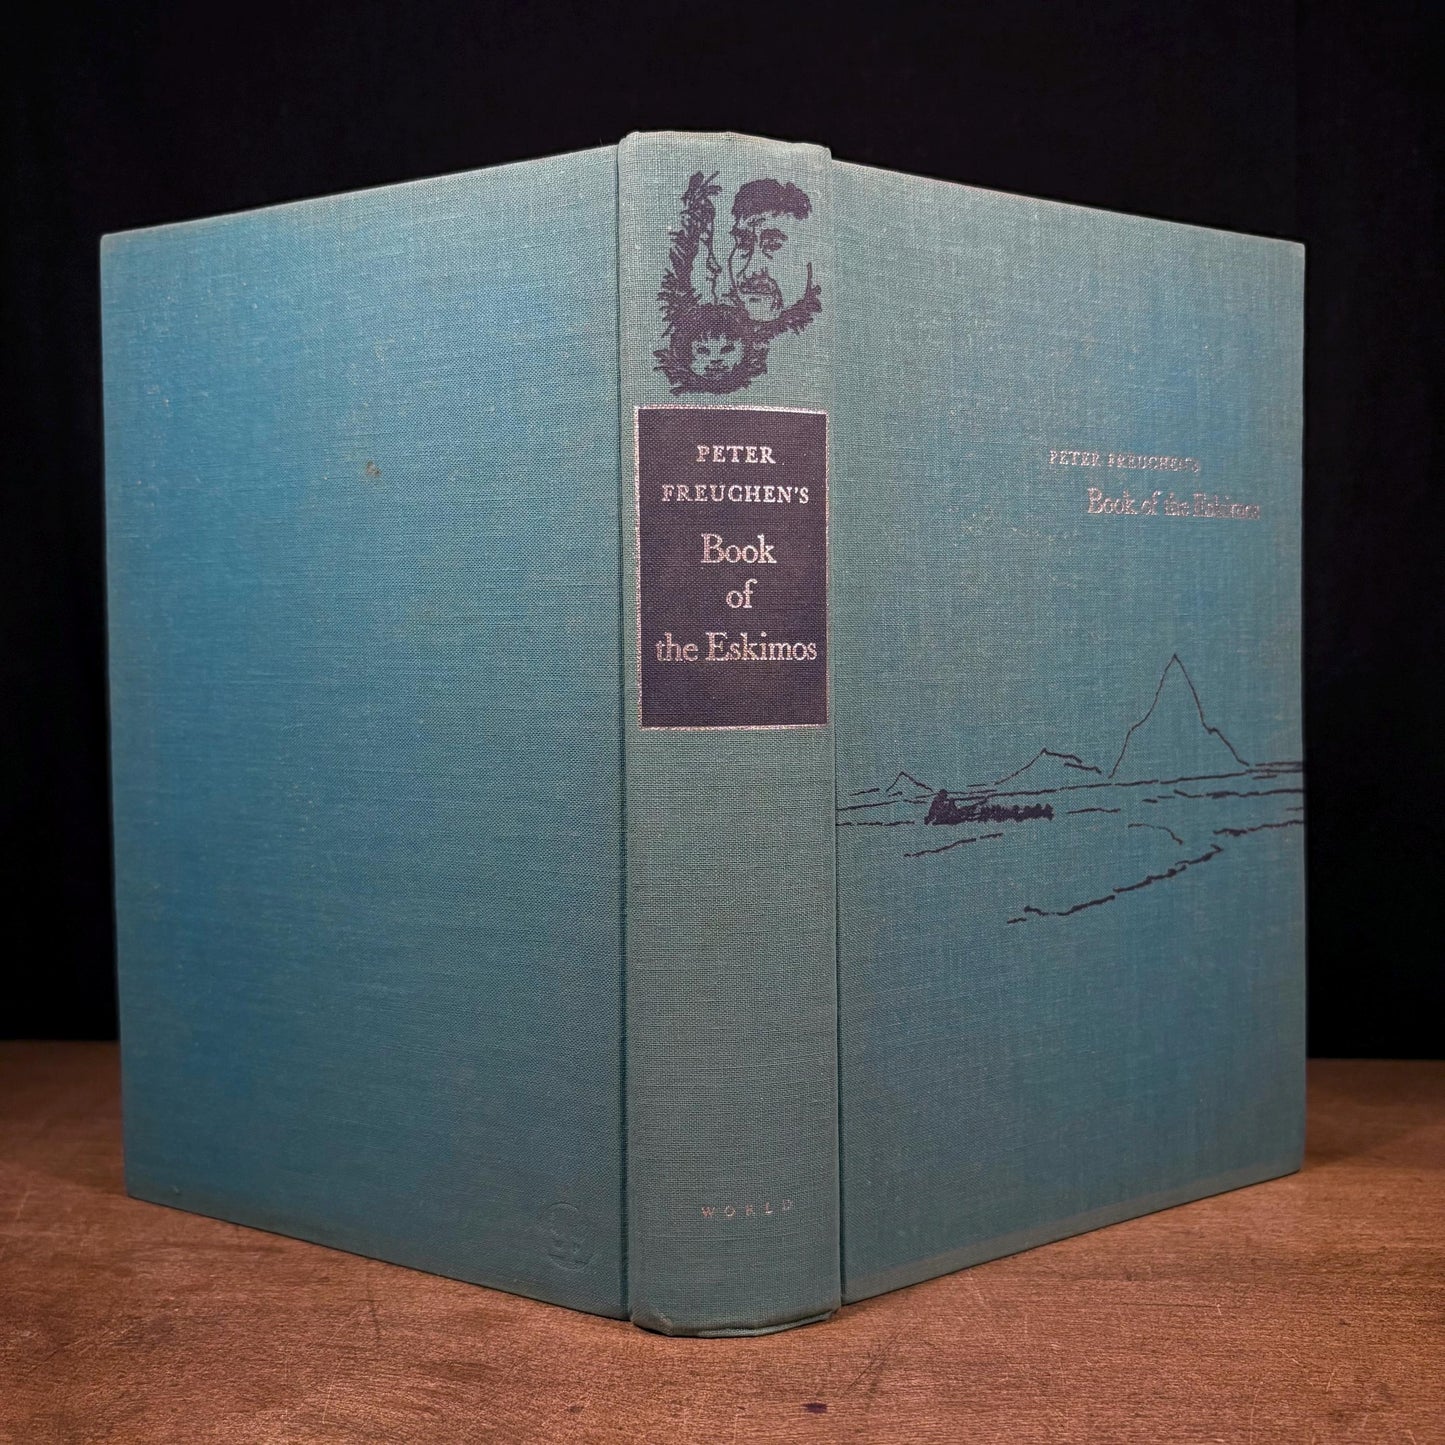 PETER
FREUCHEN'S
Book
of
the Eskimos
WORLD
PETER FREUCHEN'S
Book of the Eskimos